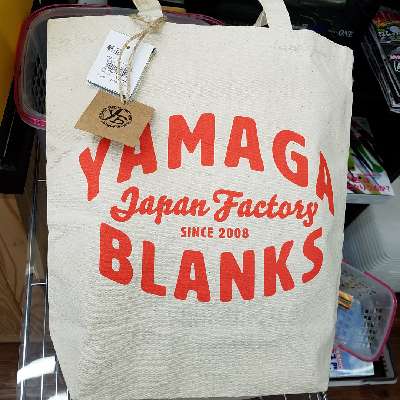 YAMAGA
Japan Factory
SINCE 2008
BLANKS